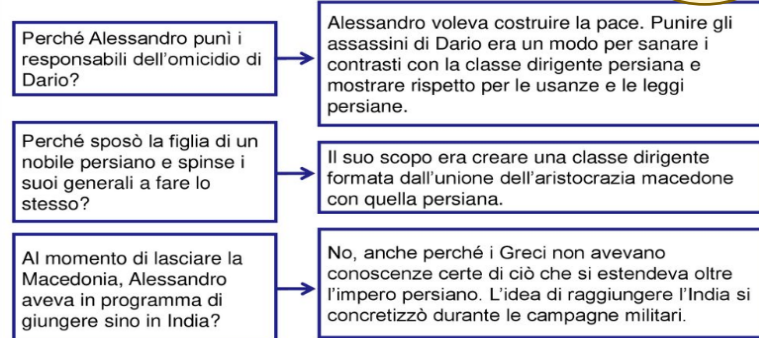 Perché Alessandro punì i
responsabili dell'omicidio di
Dario?
Alessandro voleva costruire la pace. Punire gli
assassini di Dario era un modo per sanare i
contrasti con la classe dirigente persiana e
mostrare rispetto per le usanze e le leggi
persiane.
Perché sposò la figlia di un
nobile persiano e spinse i
suoi generali a fare lo
stesso?
Il suo scopo era creare una classe dirigente
formata dall'unione dell'aristocrazia macedone
con quella persiana.
Al momento di lasciare la
Macedonia, Alessandro
aveva in programma di
giungere sino in India?
No, anche perché i Greci non avevano
conoscenze certe di ciò che si estendeva oltre
l'impero persiano. L'idea di raggiungere l'India si
concretizzò durante le campagne militari.